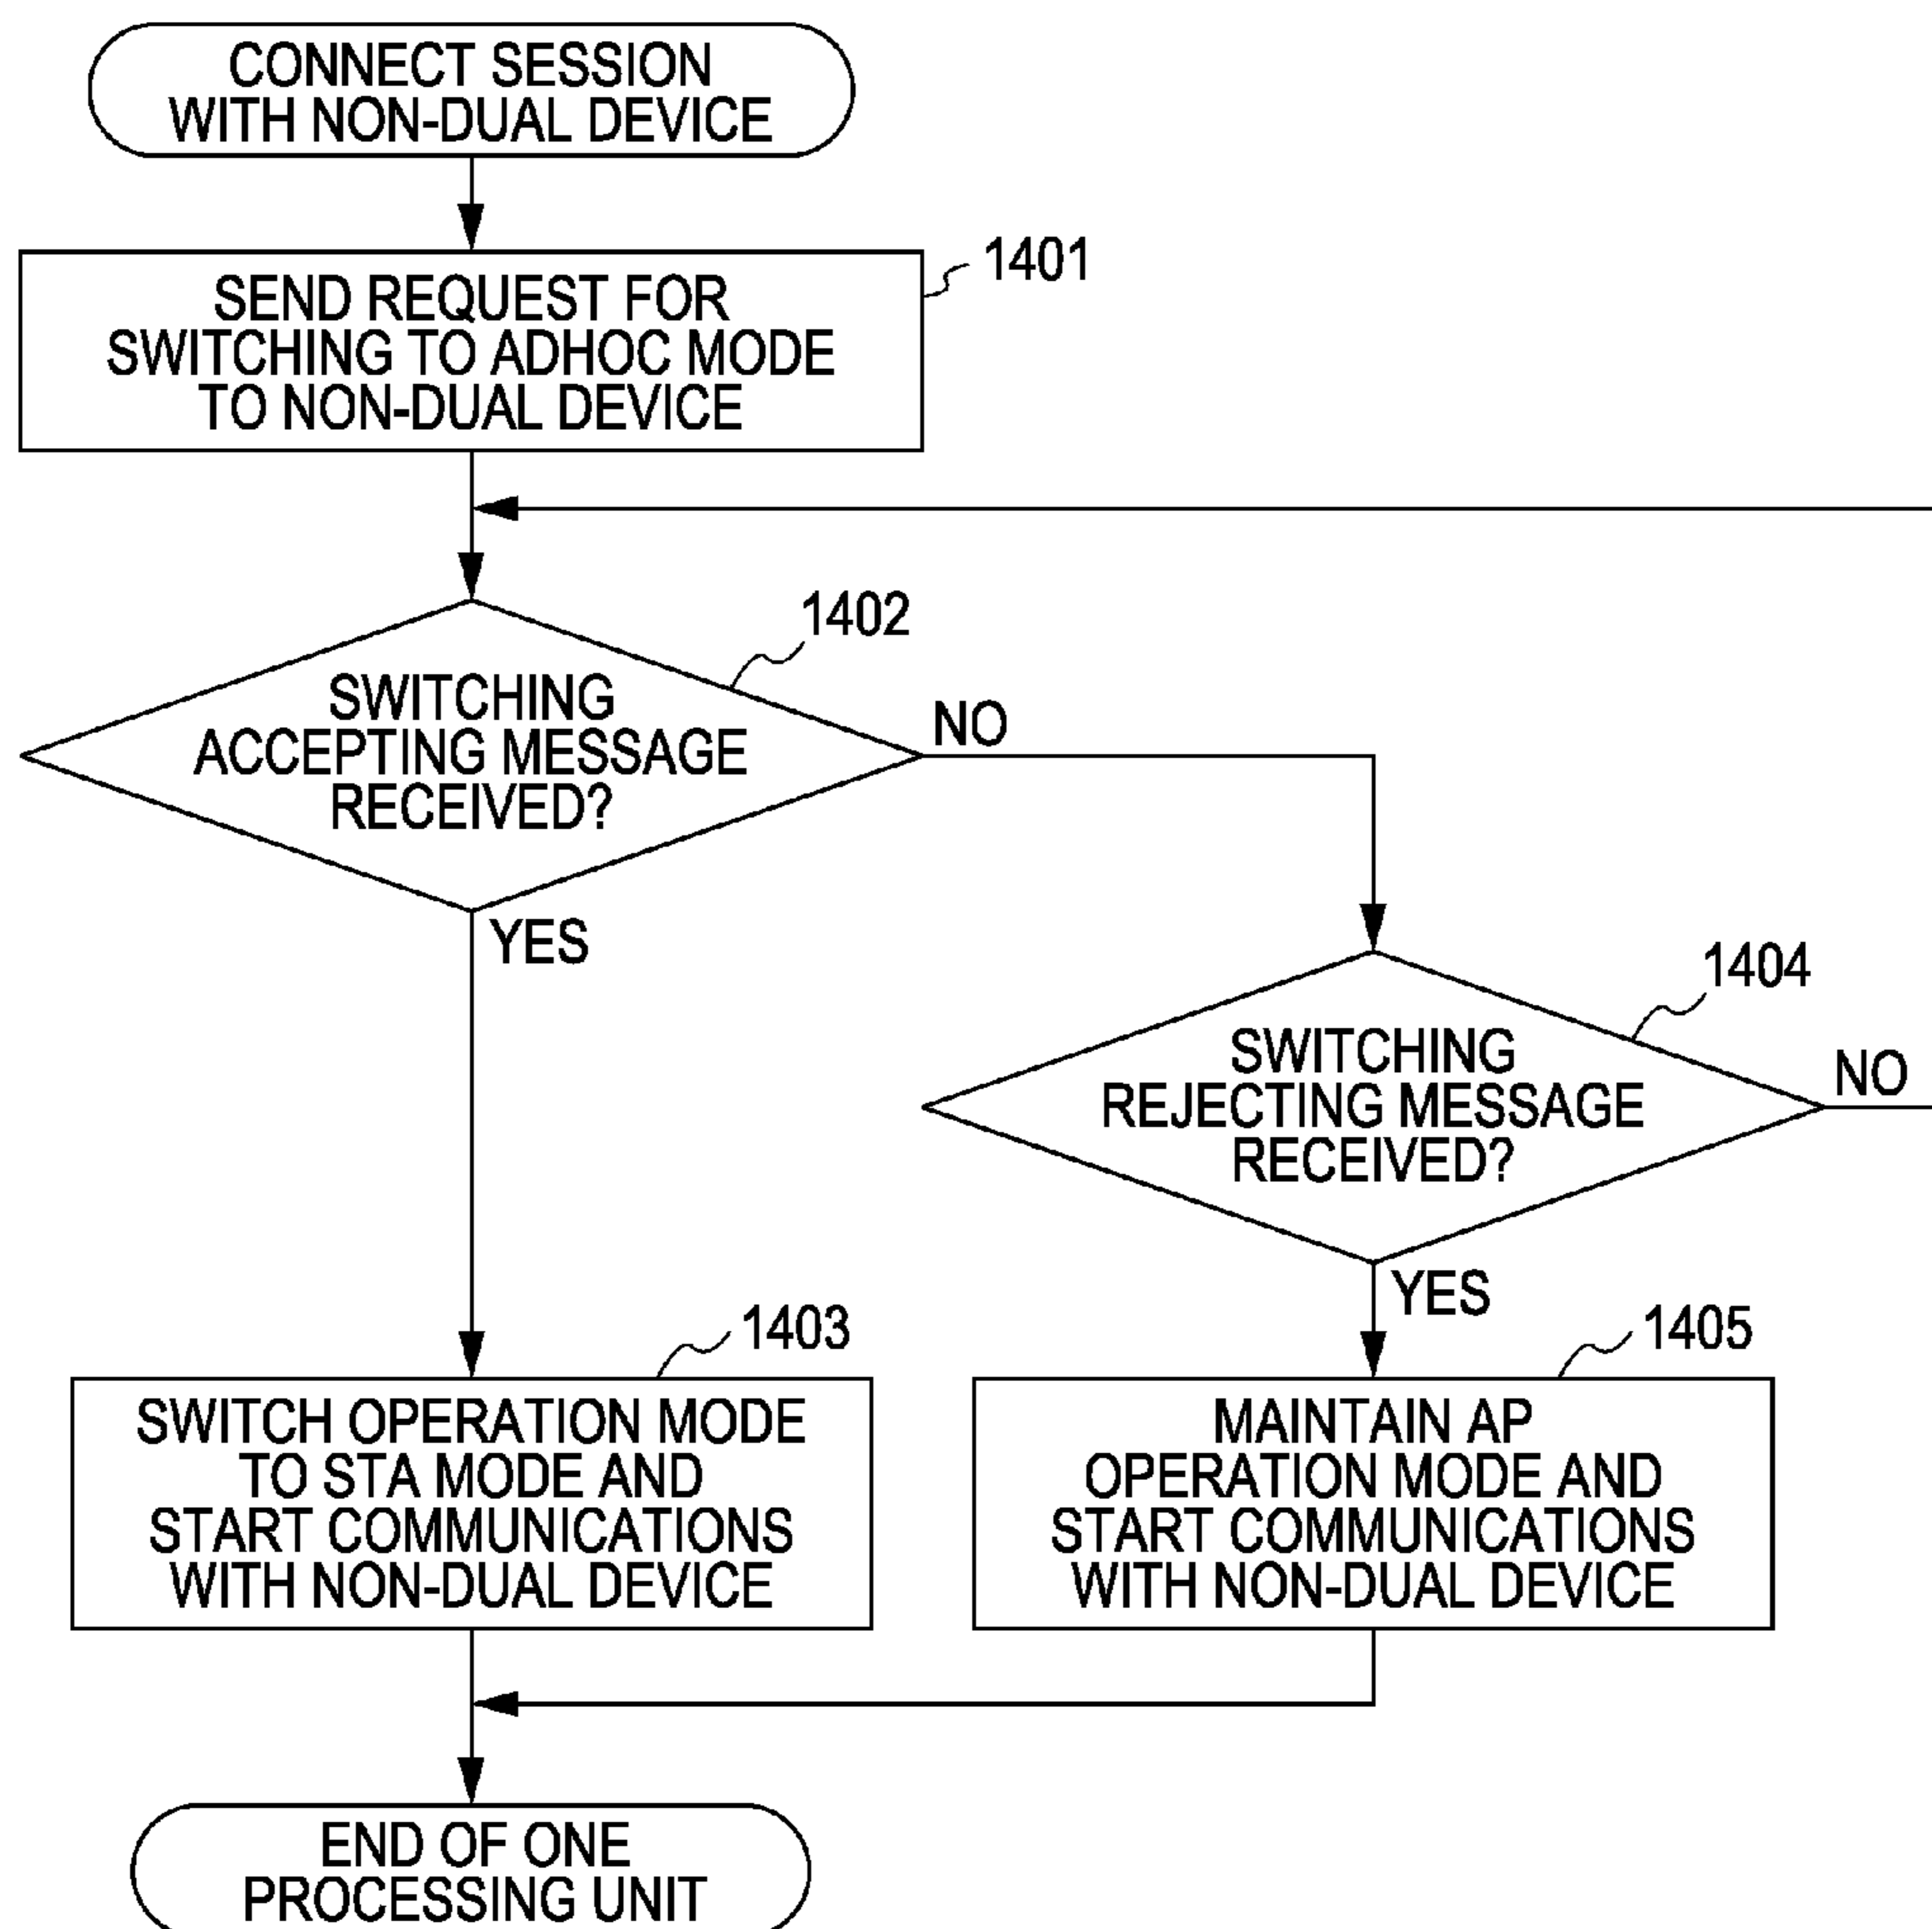 CONNECT SESSION
WITH NON-DUAL DEVICE
1401
SEND REQUEST FOR
SWITCHING TO ADHOC MODE
TO NON-DUAL DEVICE
1402
SWITCHING
ACCEPTING MESSAGE
RECEIVED?
NO
YES
1404
SWITCHING
REJECTING MESSAGE
RECEIVED?
NO
YES
1403
SWITCH OPERATION MODE
TO STA MODE AND
START COMMUNICATIONS
WITH NON-DUAL DEVICE
1405
MAINTAIN AP
OPERATION MODE AND
START COMMUNICATIONS
WITH NON-DUAL DEVICE
END OF ONE
PROCESSING UNIT